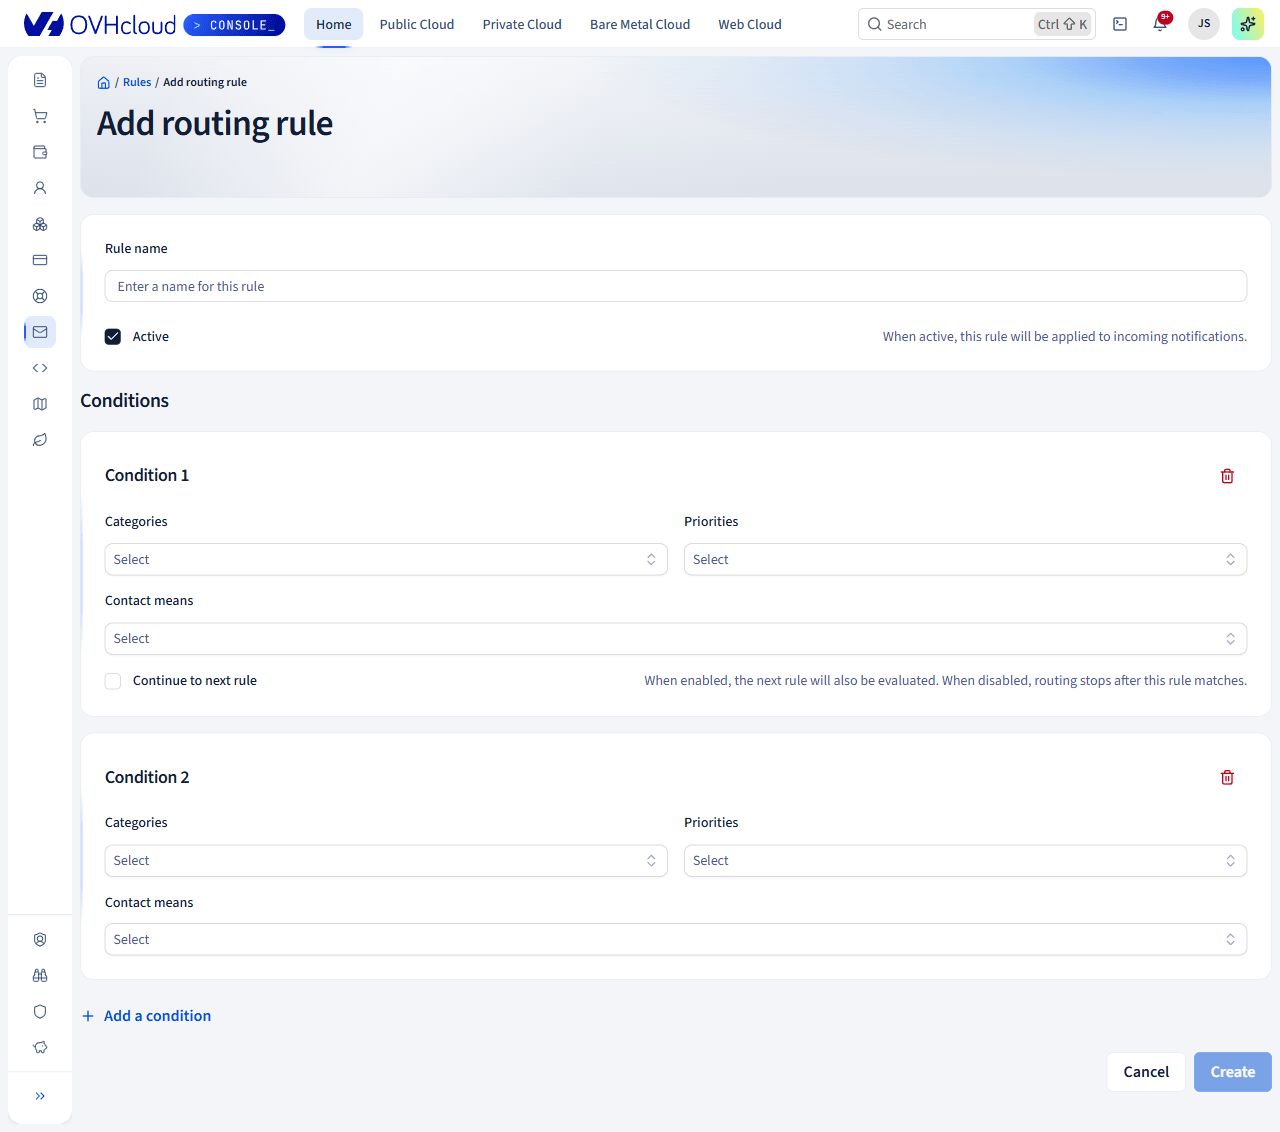 OVHcloud > CONSOLE_ Home Public Cloud Private Cloud Bare Metal Cloud Web Cloud Search Ctrl K 9+ JS
/ Rules / Add routing rule
Add routing rule
Rule name
Enter a name for this rule
Active When active, this rule will be applied to incoming notifications.
Conditions
Condition 1
Categories Priorities
Select Select
Contact means
Select
Continue to next rule When enabled, the next rule will also be evaluated. When disabled, routing stops after this rule matches.
Condition 2
Categories Priorities
Select Select
Contact means
Select
+ Add a condition
Cancel Create